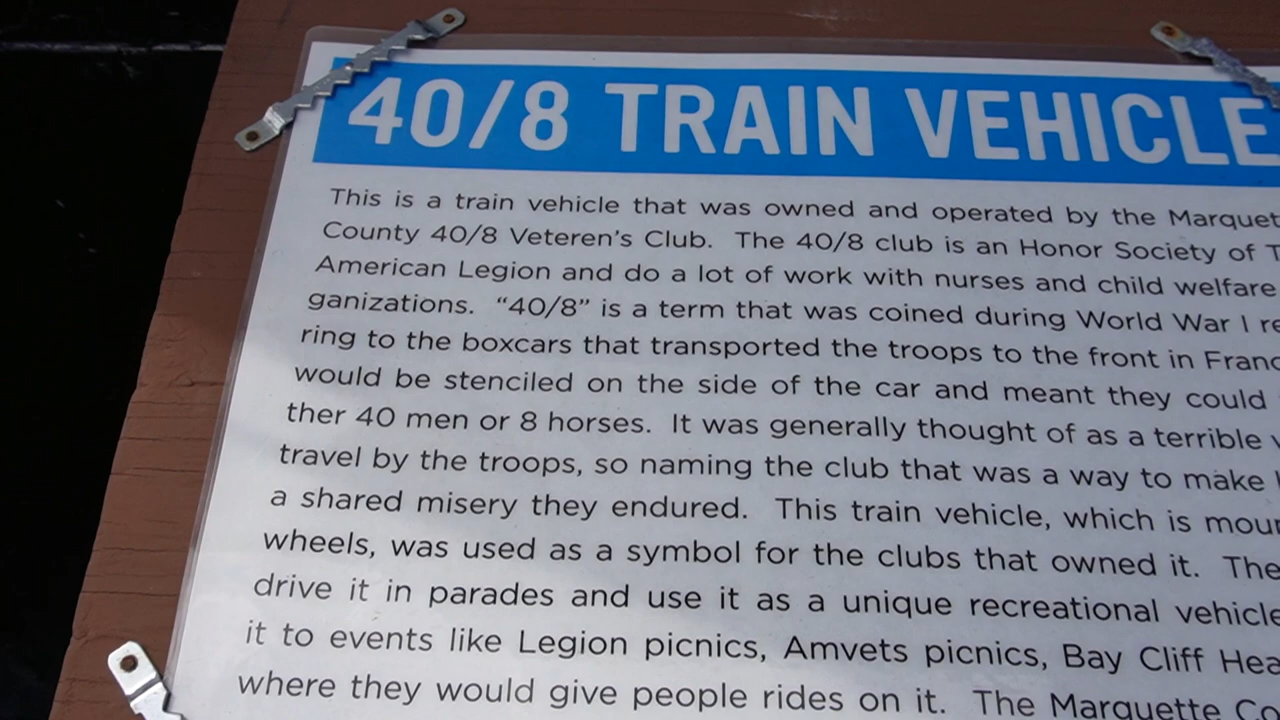 40/8 TRAIN VEHICLE
This is a train vehicle that was owned and operated by the Marquet
County 40/8 Veteren's Club. The 40/8 club is an Honor Society of T
American Legion and do a lot of work with nurses and child welfare
ganizations. "40/8" is a term that was coined during World War I re
ring to the boxcars that transported the troops to the front in Franc
would be stenciled on the side of the car and meant they could
ther 40 men or 8 horses. It was generally thought of as a terrible
travel by the troops, so naming the club that was a way to make
a shared misery they endured. This train vehicle, which is moun
wheels, was used as a symbol for the clubs that owned it. The
drive it in parades and use it as a unique recreational vehicle
it to events like Legion picnics, Amvets picnics, Bay Cliff Hea
where they would give people rides on it. The Marquette Co